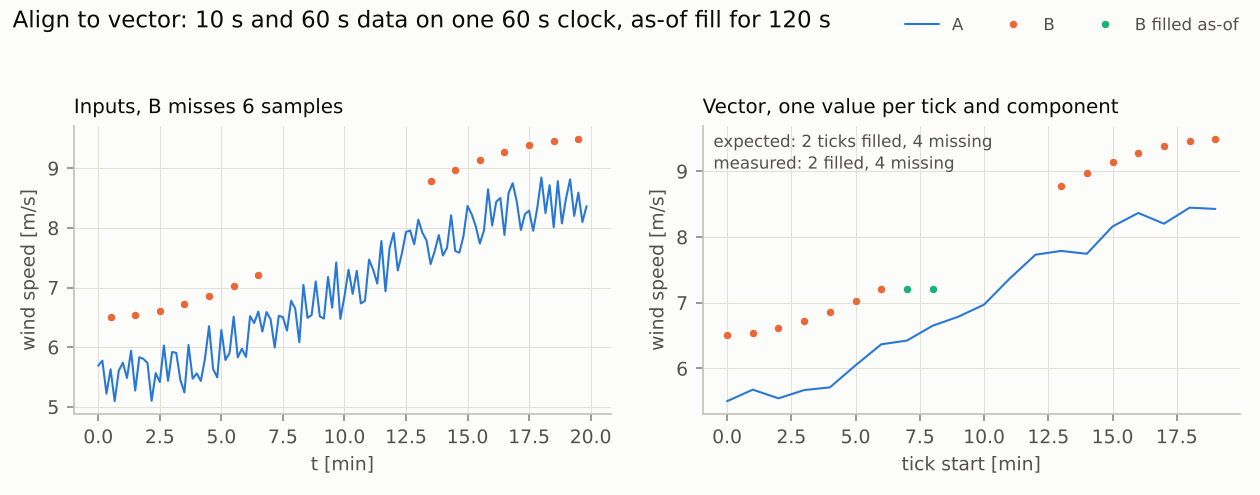 Align to vector: 10 s and 60 s data on one 60 s clock, as-of fill for 120 s
A
B
B filled as-of
Inputs, B misses 6 samples
wind speed [m/s]
9
8
7
6
5
0.0 2.5 5.0 7.5 10.0 12.5 15.0 17.5 20.0
t [min]
Vector, one value per tick and component
expected: 2 ticks filled, 4 missing
measured: 2 filled, 4 missing
wind speed [m/s]
9
8
7
6
0.0 2.5 5.0 7.5 10.0 12.5 15.0 17.5
tick start [min]